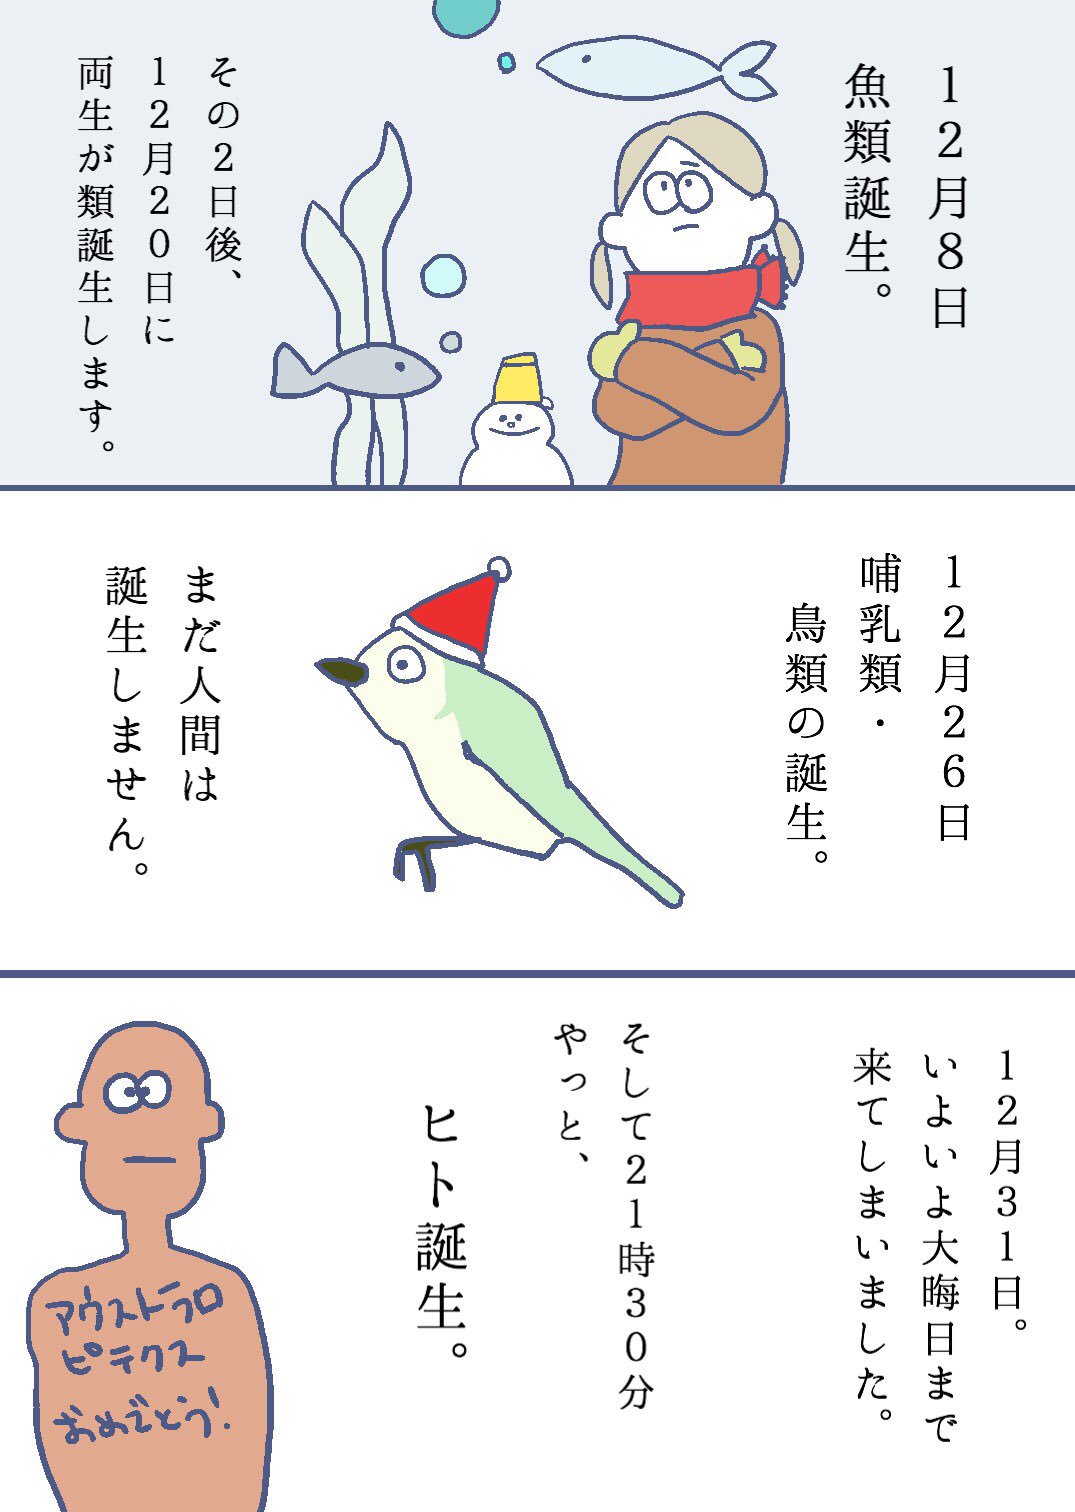 12月8日
魚類誕生。
その2日後、
12月20日に
両生が類誕生します。
12月26日
哺乳類・
鳥類の誕生。
まだ人間は
誕生しません。
12月31日。
いよいよ大晦日まで
来てしまいました。
そして21時30分
やっと、
ヒト誕生。
アウストラロ
ピテクス
おめでとう!